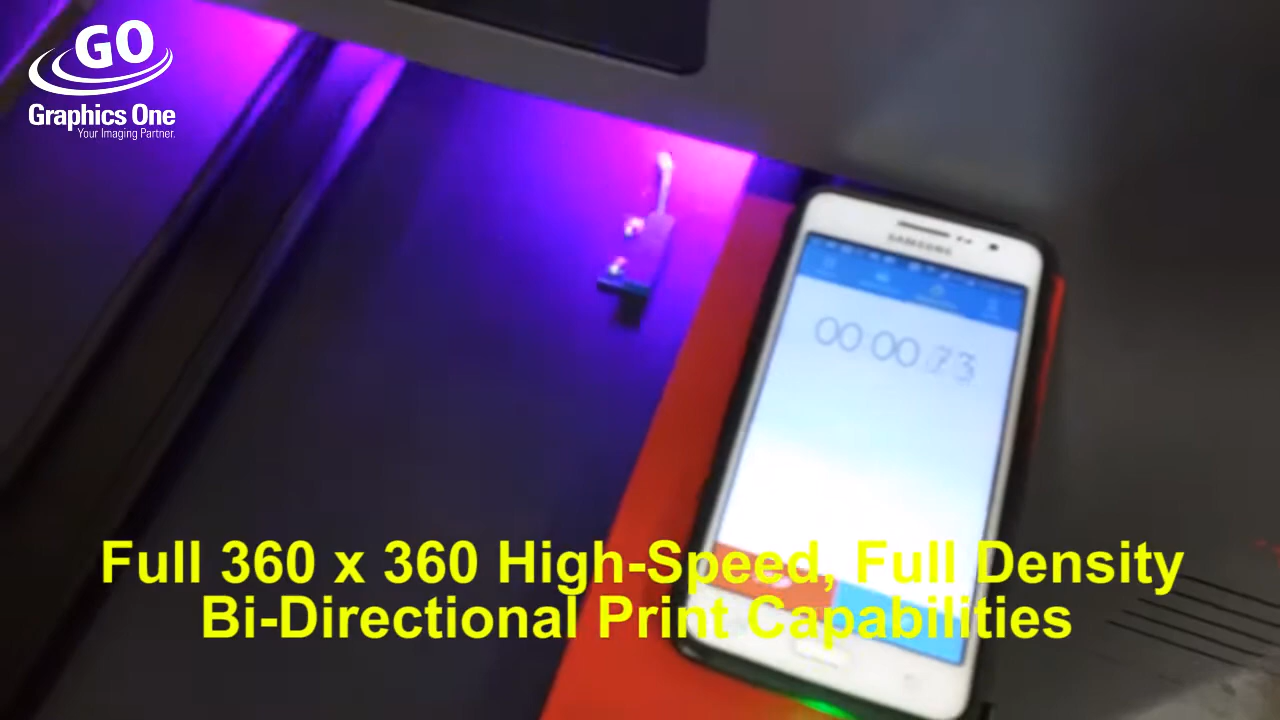 GO
Graphics One
Your Imaging Partner.
SAMSUNG
00 00 73
Full 360 x 360 High-Speed, Full Density
Bi-Directional Print Capabilities